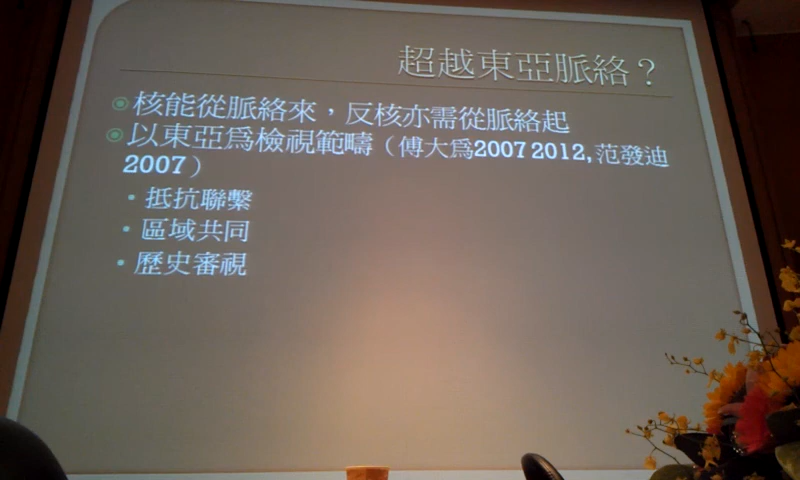 超越東亞脈絡？
核能從脈絡來，反核亦需從脈絡起
以東亞為檢視範疇（傅大為2007 2012,范發迪
2007）
抵抗聯繫
區域共同
歷史審視